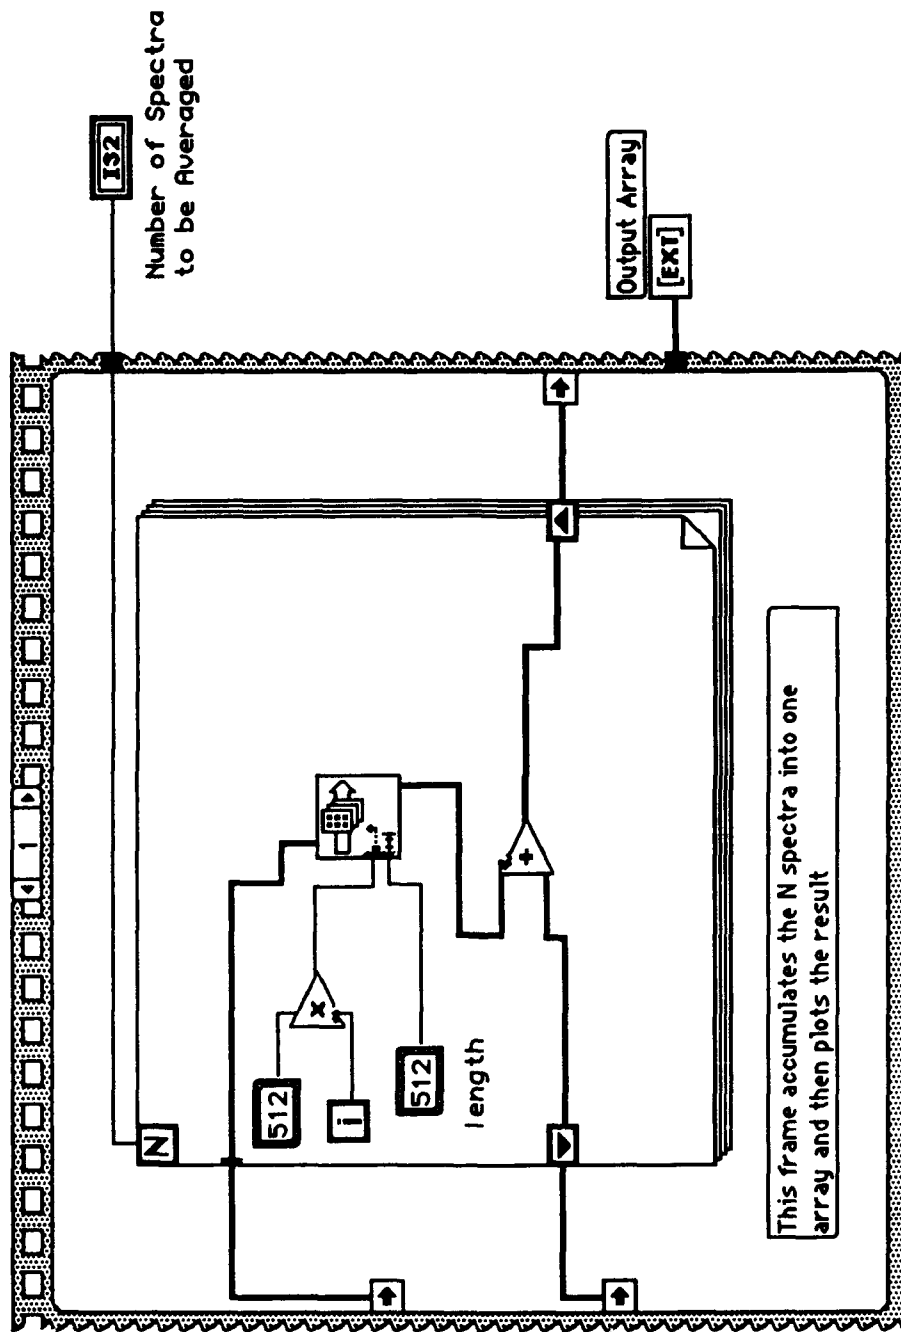 1
I32
Number of Spectra
to be Averaged
N
512
i
x
512
length
+
Output Array
[EXT]
This frame accumulates the N spectra into one
array and then plots the result